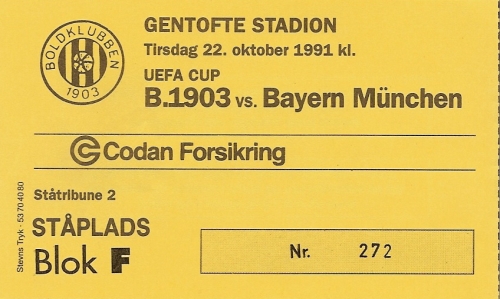 BOLDKLUBBEN
1903
GENTOFTE STADION
Tirsdag 22. oktober 1991 kl.
UEFA CUP
B.1903 vs. Bayern München
Codan Forsikring
Ståtribune 2
STÅPLADS
Blok F
Nr. 272
Stevns Tryk - 53 70 40 80